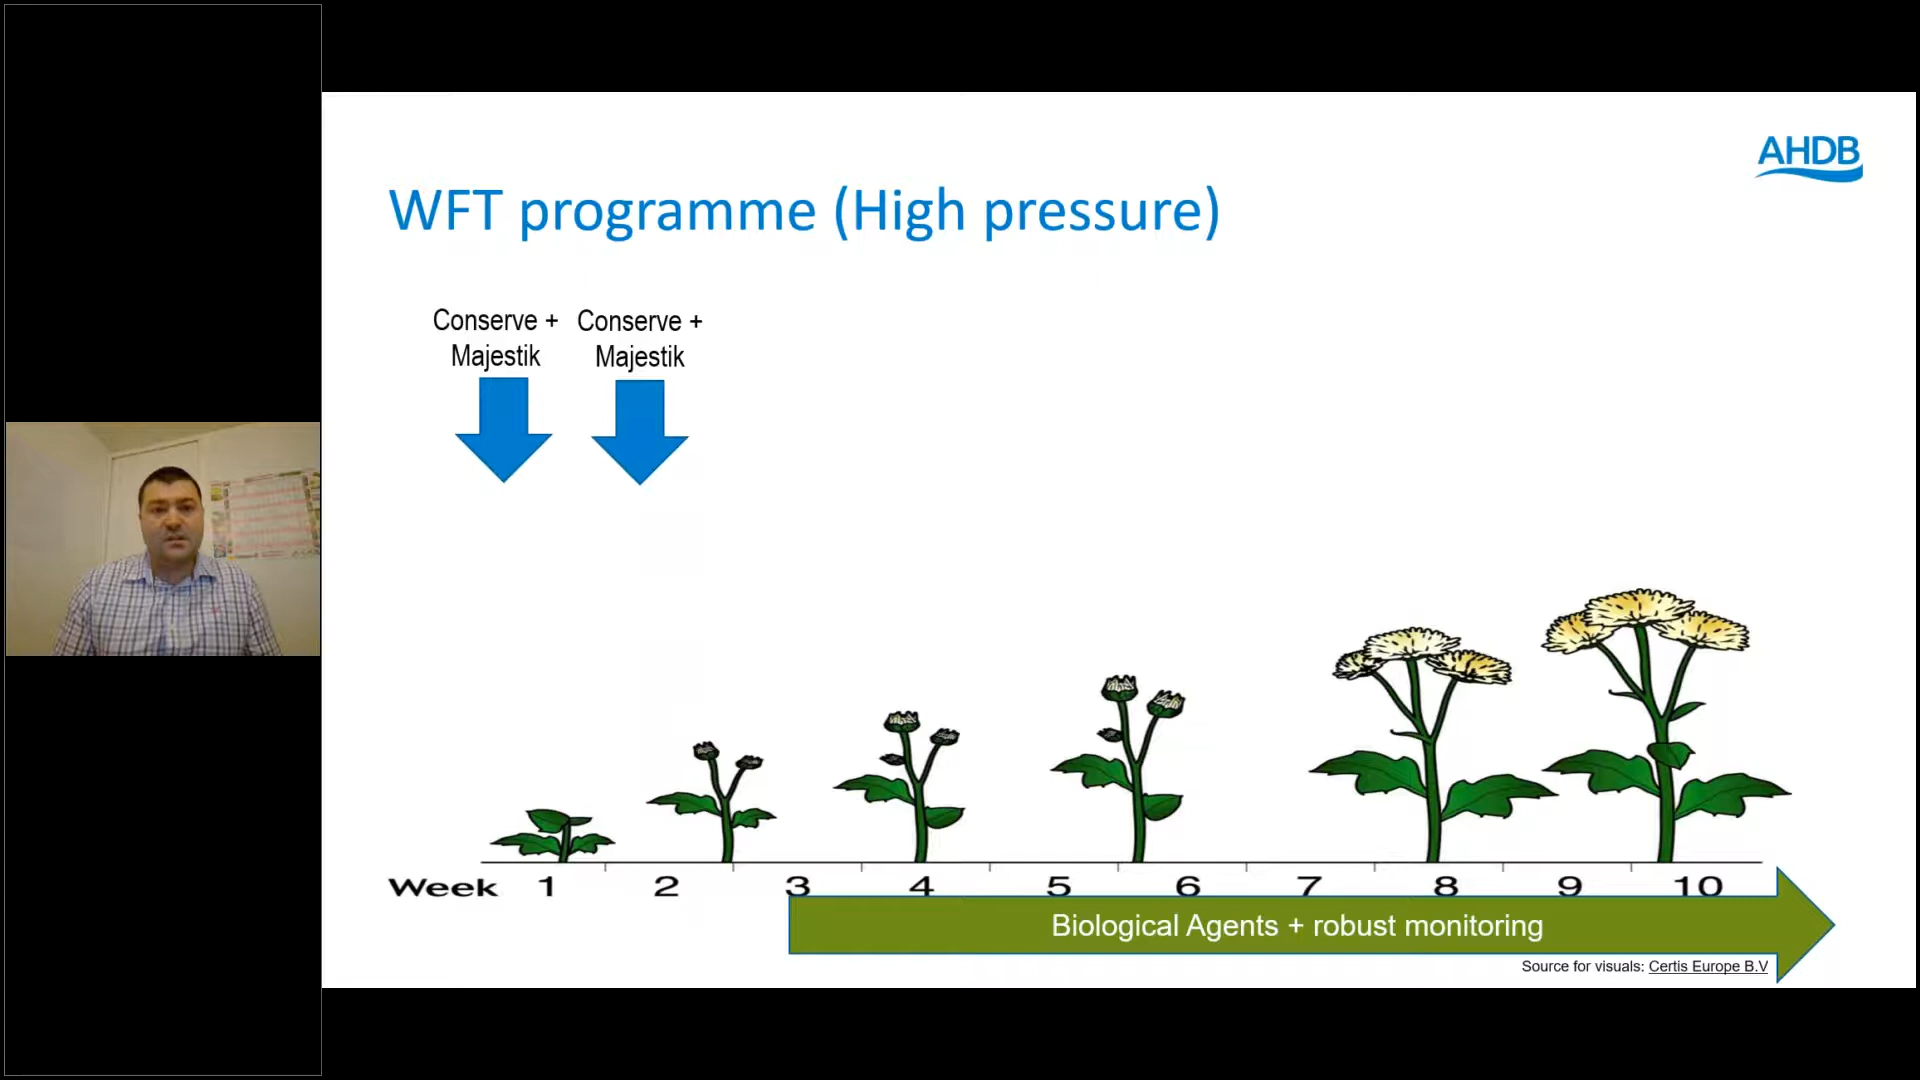 AHDB
WFT programme (High pressure)
Conserve +
Majestik
Conserve +
Majestik
Week 1 2 3 4 5 6 7 8 9 10
Biological Agents + robust monitoring
Source for visuals: Certis Europe B.V